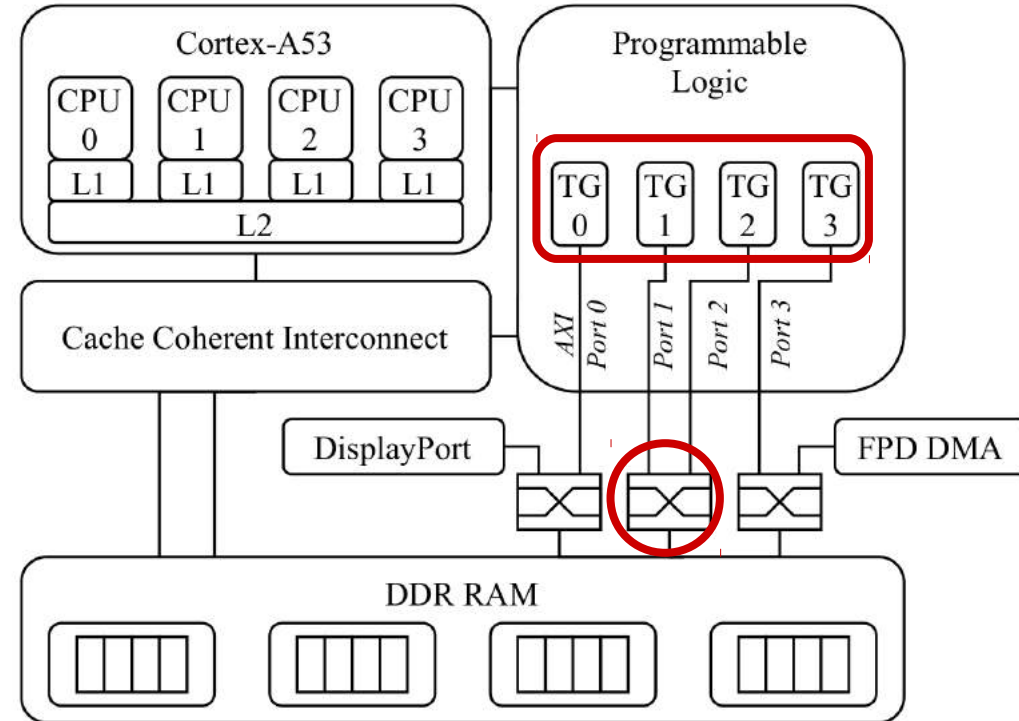 Cortex-A53
CPU
0
CPU
1
CPU
2
CPU
3
L1
L1
L1
L1
L2
Programmable
Logic
TG
0
TG
1
TG
2
TG
3
AXI
Port 0
Port 1
Port 2
Port 3
Cache Coherent Interconnect
DisplayPort
FPD DMA
DDR RAM